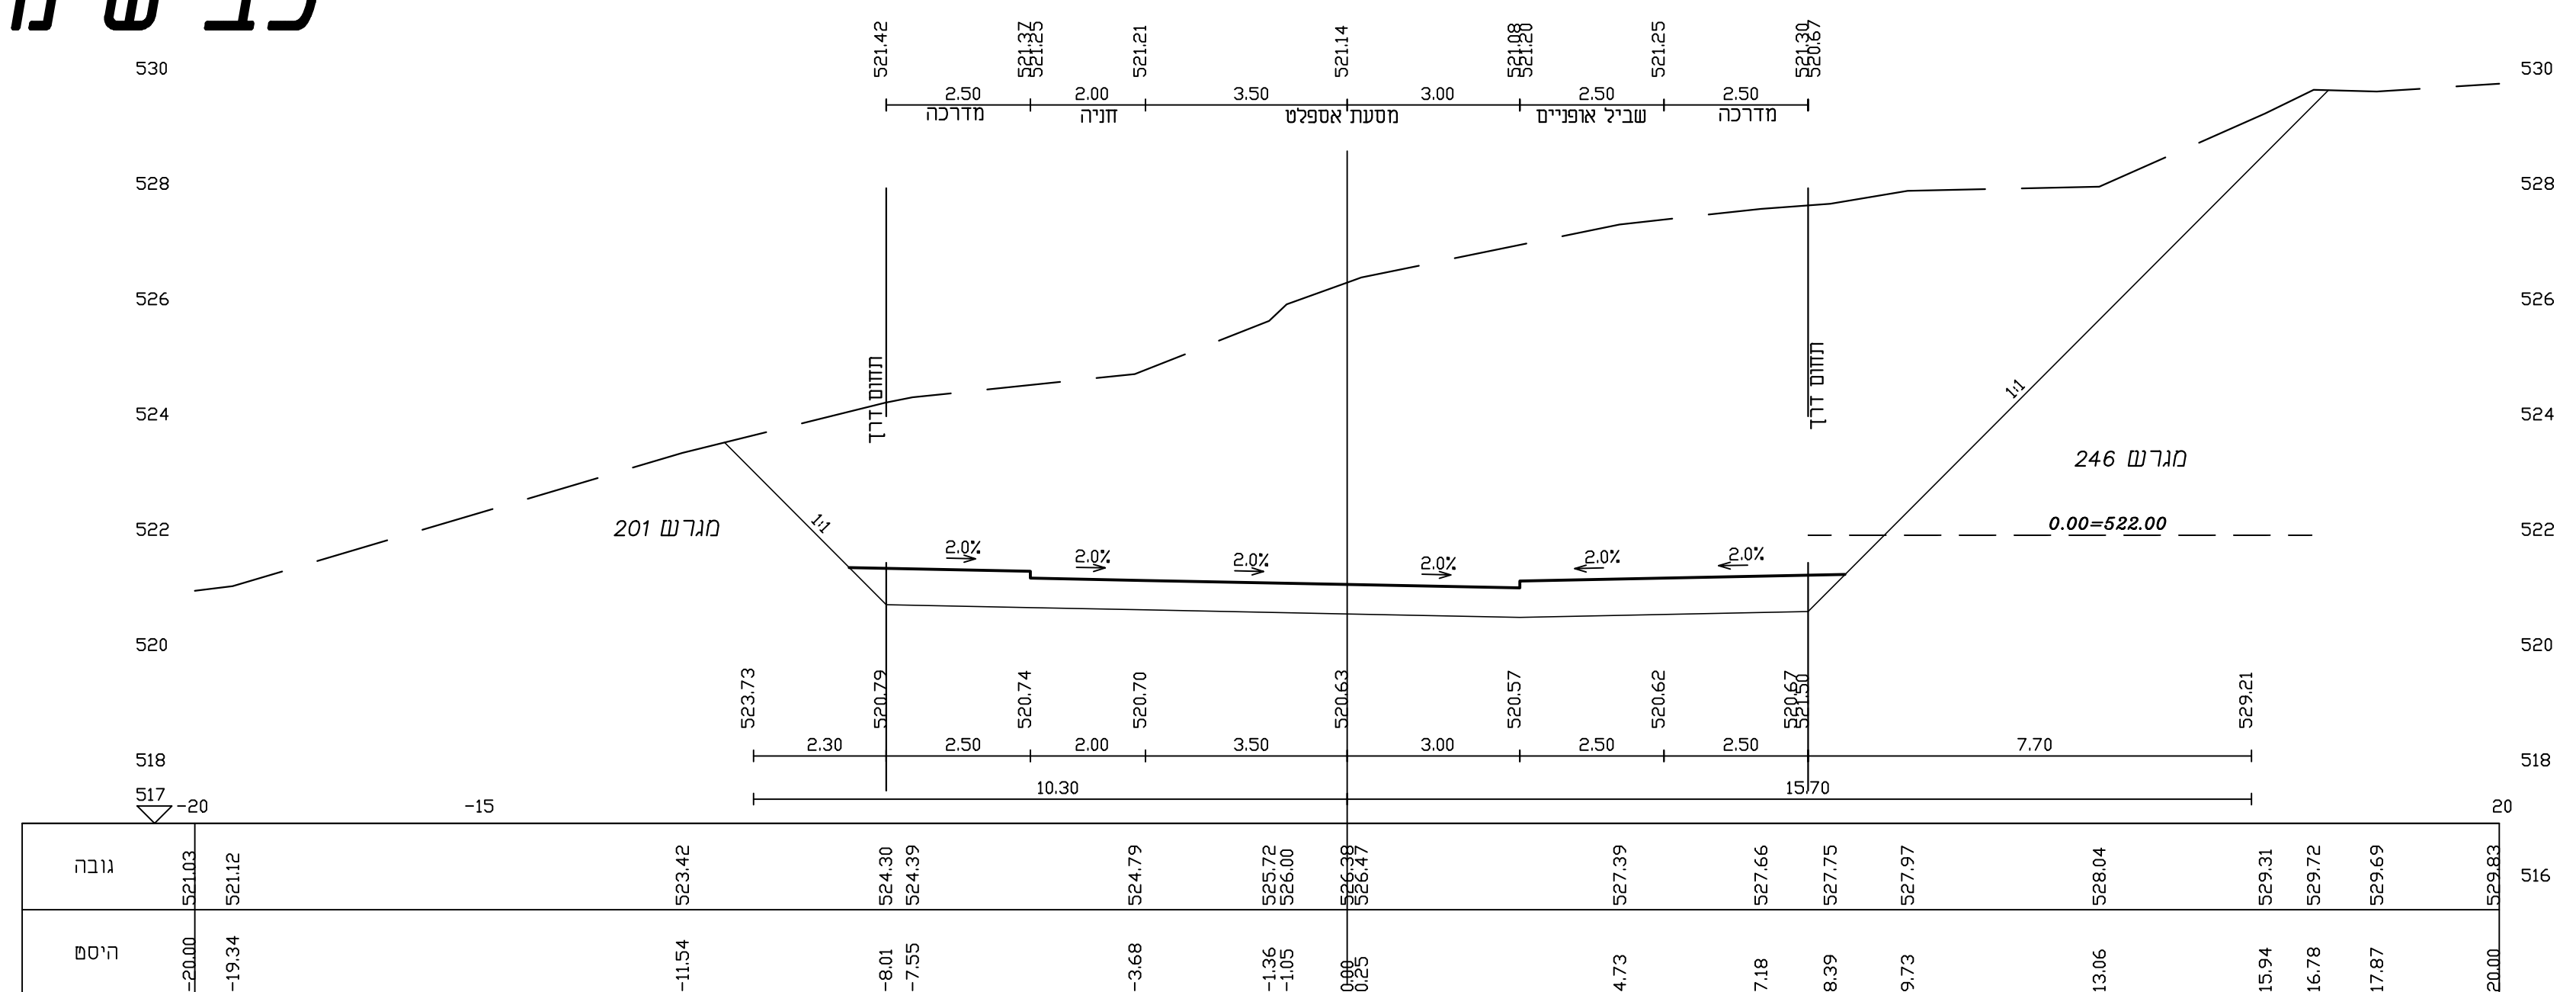 521.42 521.37 521.25 521.21 521.14 521.08 521.20 521.25 521.30 520.67
530 530
2.50 2.00 3.50 3.00 2.50 2.50
מדרכה חניה מסעת אספלט שביל אופניים מדרכה
528 528
526 526
תחום דרך תחום דרך
1:1
524 524
מגרש 246
522 522
מגרש 201
1:1
0.00=522.00
2.0% 2.0% 2.0% 2.0% 2.0% 2.0%
520 520
523.73 520.79 520.74 520.70 520.63 520.57 520.62 520.67 521.50 529.21
2.30 2.50 2.00 3.50 3.00 2.50 2.50 7.70
518 518
10.30 15.70
517
-20 -15 20
גובה 521.03 521.12 523.42 524.30 524.39 524.79 525.72 526.00 526.38 526.47 527.39 527.66 527.75 527.97 528.04 529.31 529.72 529.69 529.83
516
היסט -20.00 -19.34 -11.54 -8.01 -7.55 -3.68 -1.36 -1.05 0.00 0.25 4.73 7.18 8.39 9.73 13.06 15.94 16.78 17.87 20.00